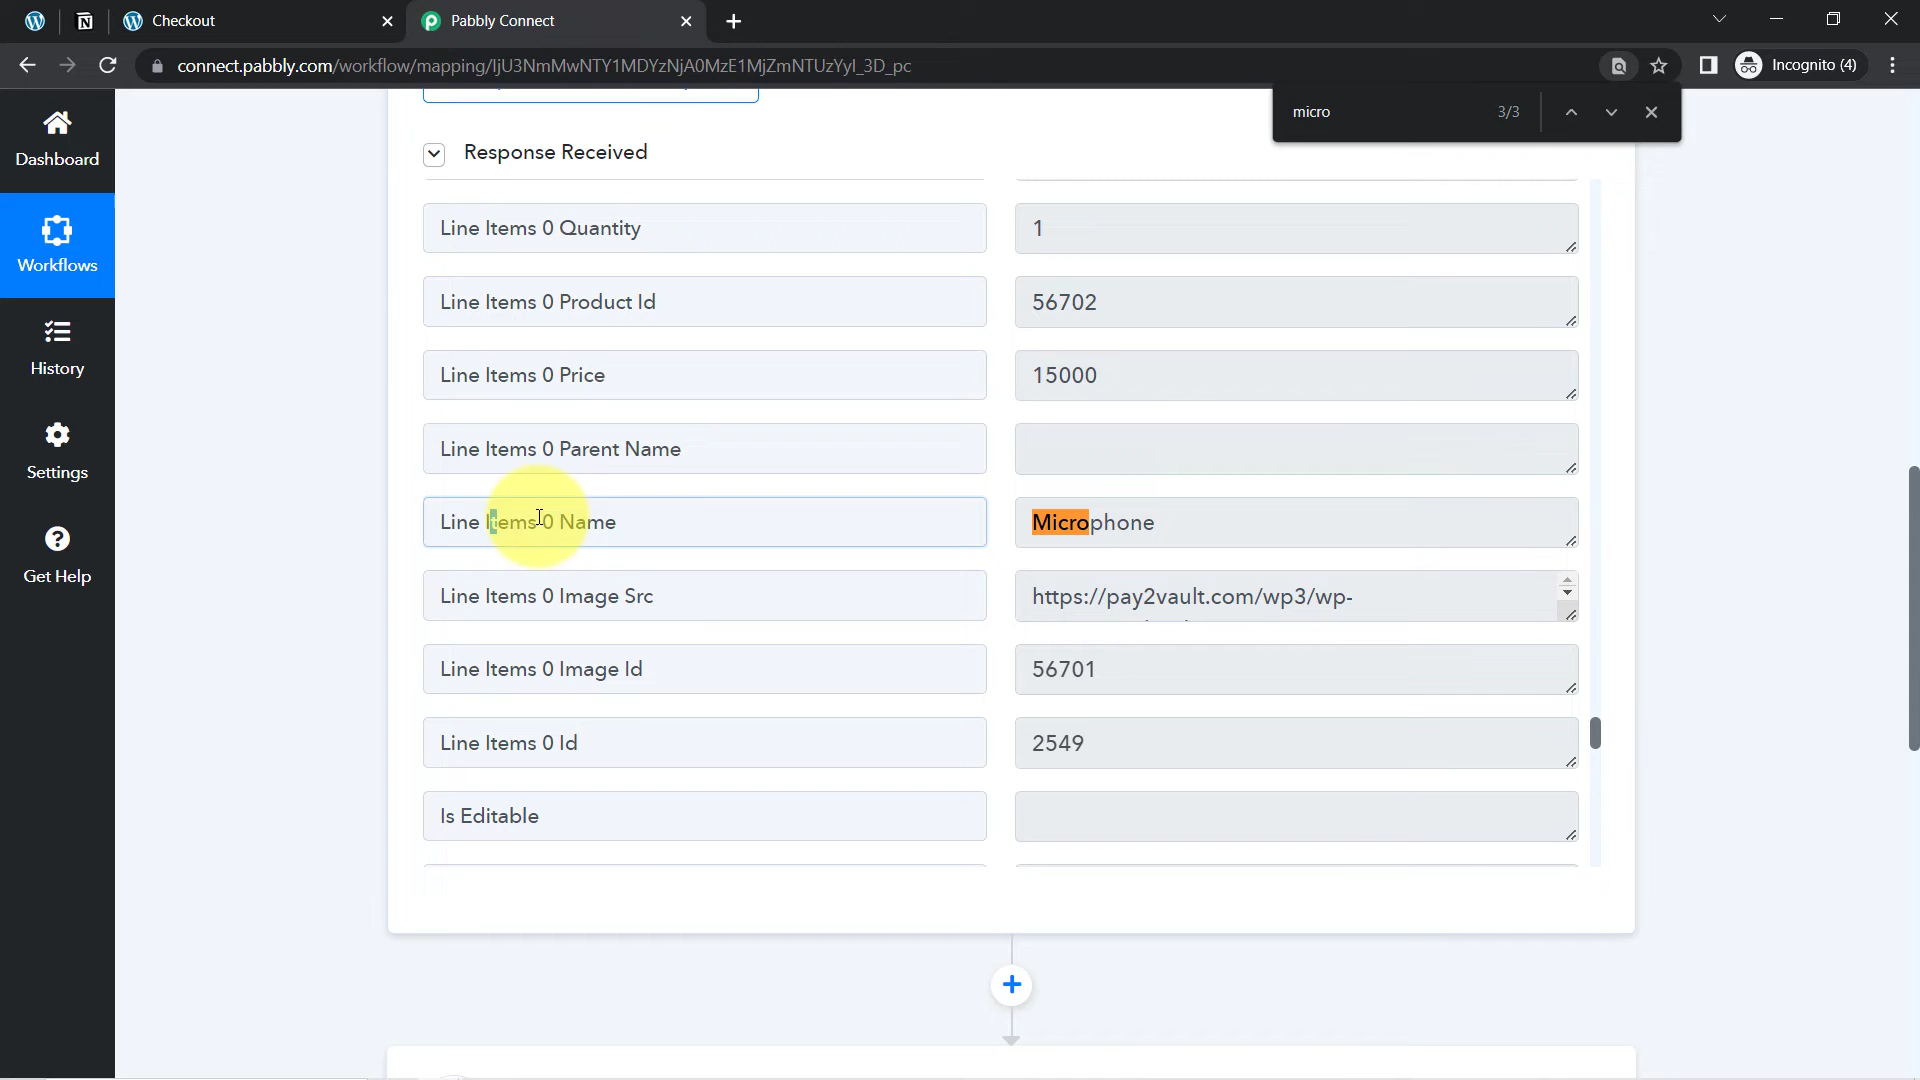 Checkout
Pabbly Connect
connect.pabbly.com/workflow/mapping/IjU3NmMwNTY1MDYzNjA0MzE1MjZmNTUzYyI_3D_pc
Incognito (4)
micro
3/3
Dashboard
Workflows
History
Settings
Get Help
Response Received
Line Items 0 Quantity
1
Line Items 0 Product Id
56702
Line Items 0 Price
15000
Line Items 0 Parent Name
Line Items 0 Name
Microphone
Line Items 0 Image Src
https://pay2vault.com/wp3/wp-
Line Items 0 Image Id
56701
Line Items 0 Id
2549
Is Editable